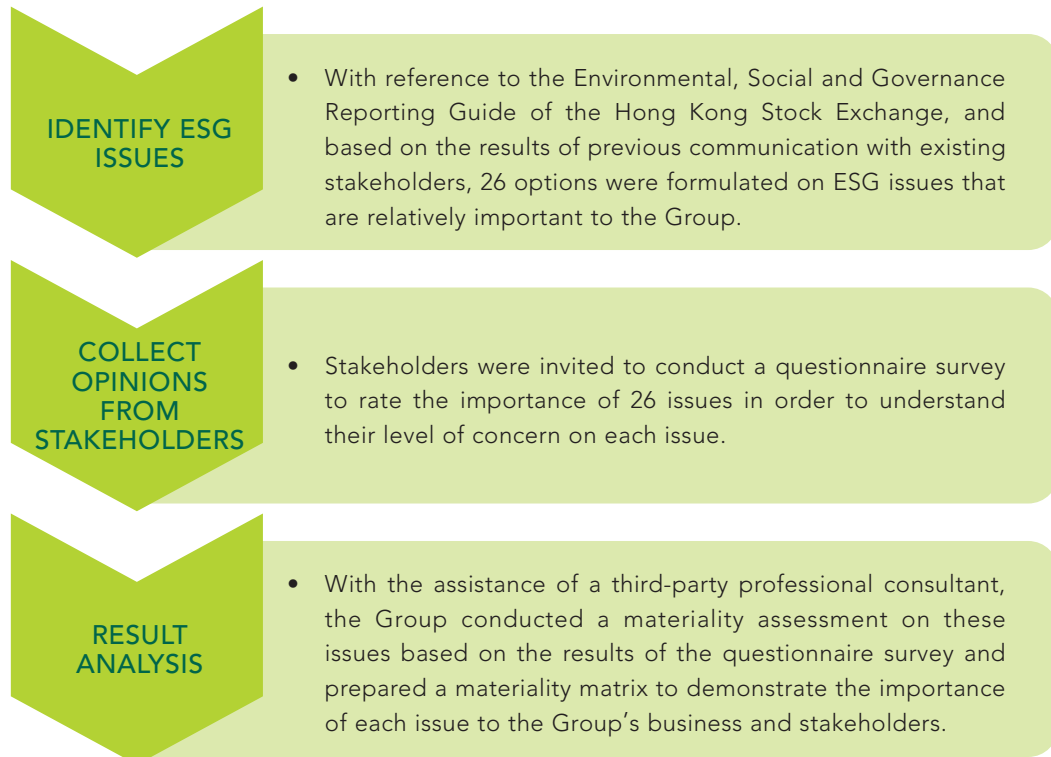 IDENTIFY ESG
ISSUES
• With reference to the Environmental, Social and Governance
Reporting Guide of the Hong Kong Stock Exchange, and
based on the results of previous communication with existing
stakeholders, 26 options were formulated on ESG issues that
are relatively important to the Group.
COLLECT
OPINIONS
FROM
STAKEHOLDERS
• Stakeholders were invited to conduct a questionnaire survey
to rate the importance of 26 issues in order to understand
their level of concern on each issue.
RESULT
ANALYSIS
• With the assistance of a third-party professional consultant,
the Group conducted a materiality assessment on these
issues based on the results of the questionnaire survey and
prepared a materiality matrix to demonstrate the importance
of each issue to the Group's business and stakeholders.